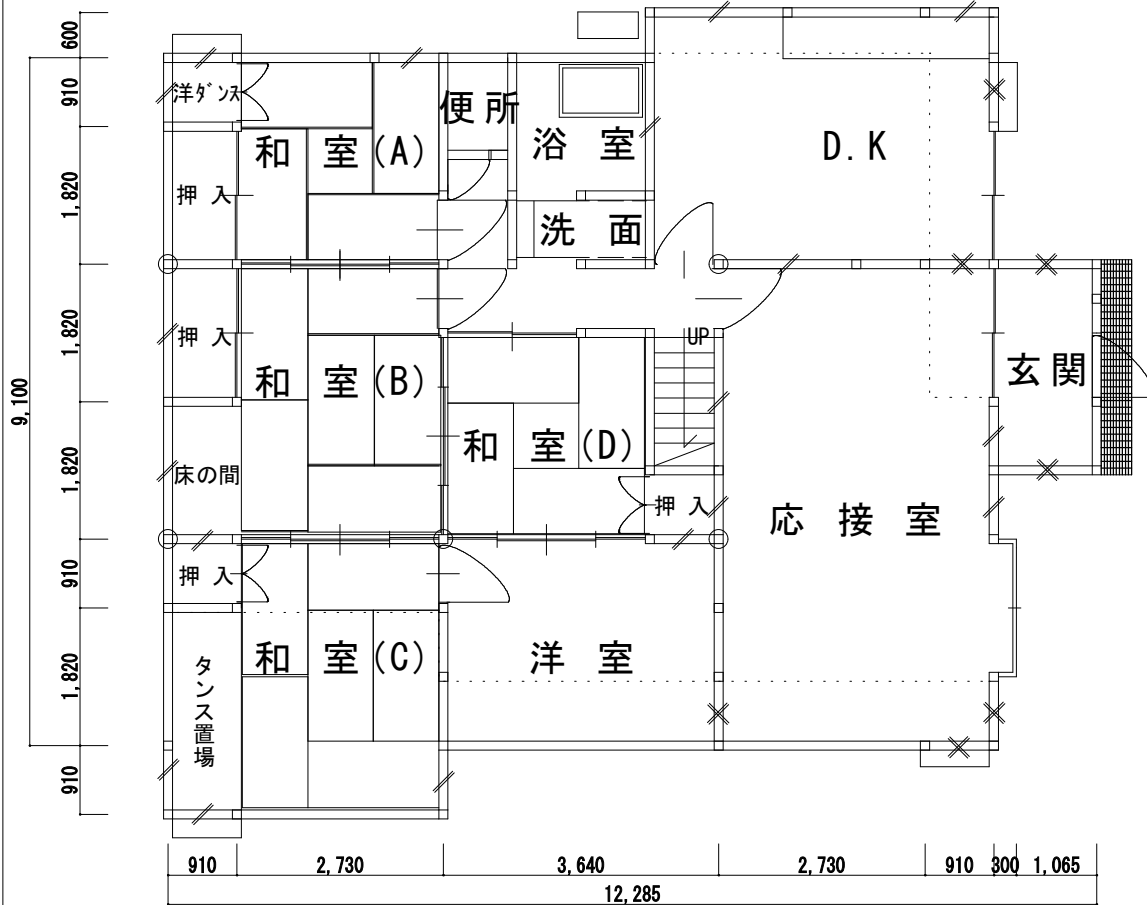 600
910
1,820
1,820
1,820
910
1,820
910
9,100
洋ダンス
便所
浴室
和室(A)
D.K
押入
洗面
押入
UP
玄関
和室(B)
床の間
和室(D)
押入
応接室
押入
和室(C)
洋室
タンス置場
910
2,730
3,640
2,730
910
300
1,065
12,285